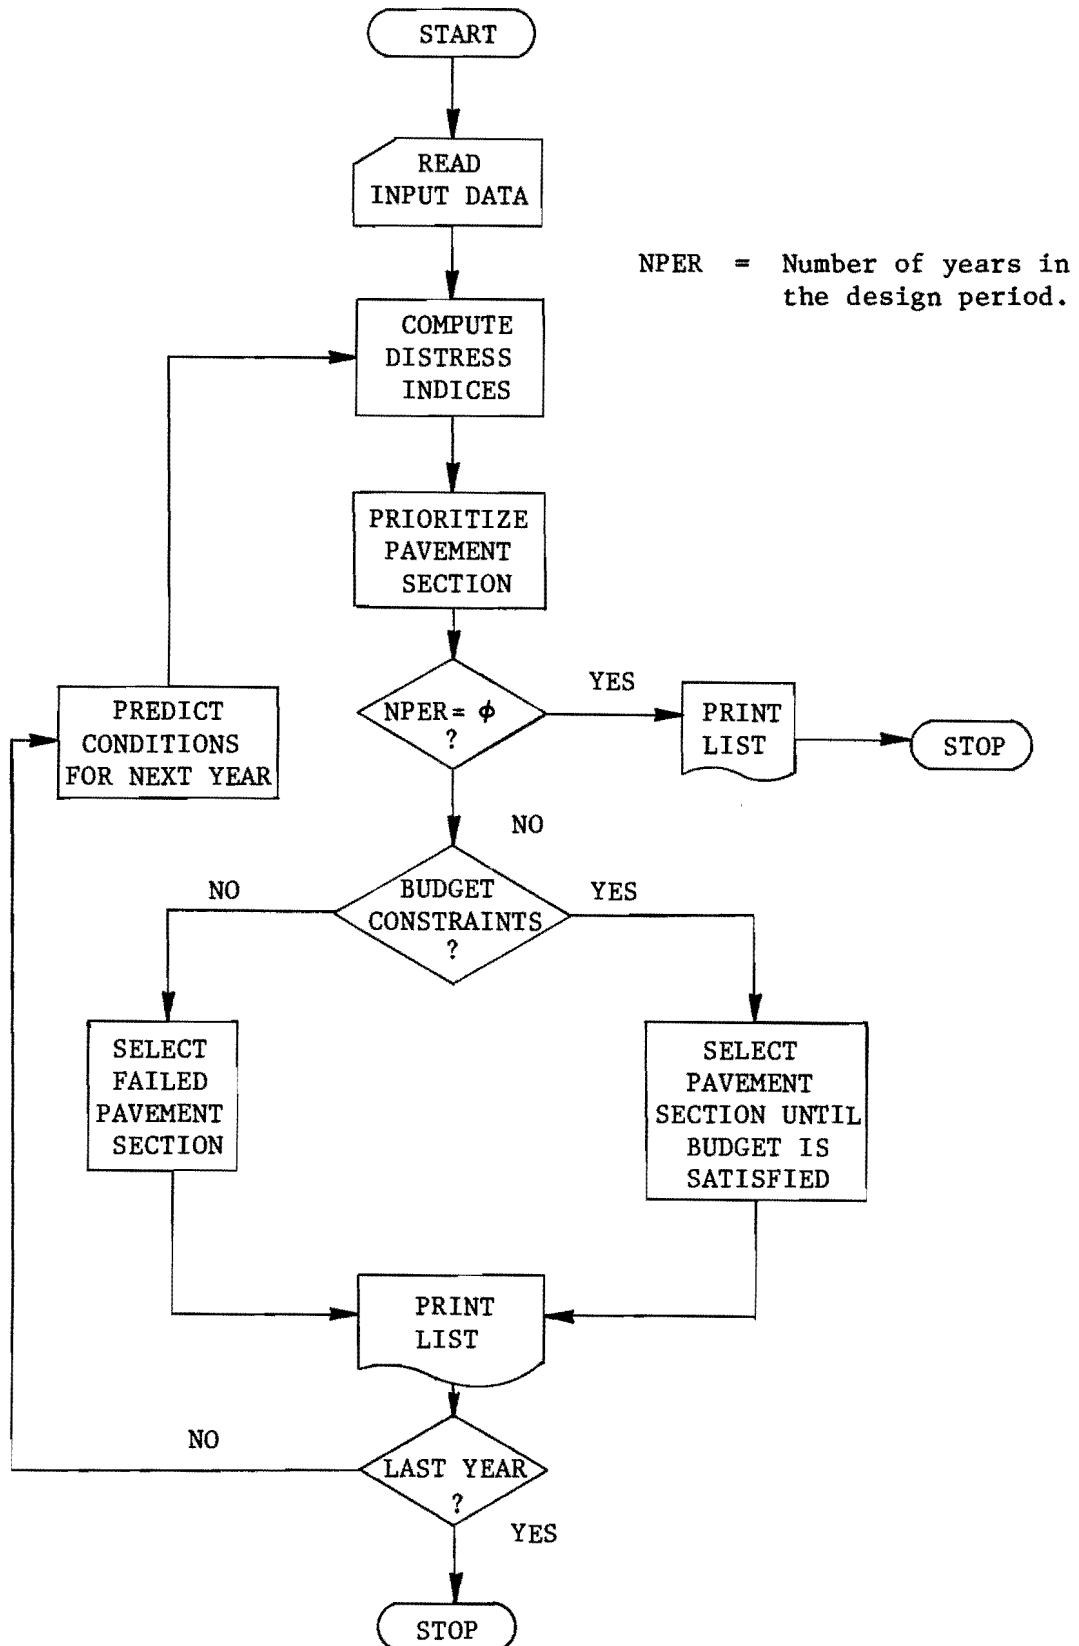 START
READ
INPUT DATA
NPER = Number of years in
the design period.
COMPUTE
DISTRESS
INDICES
PRIORITIZE
PAVEMENT
SECTION
NPER= ϕ
?
YES
PRINT
LIST
STOP
PREDICT
CONDITIONS
FOR NEXT YEAR
NO
BUDGET
CONSTRAINTS
?
NO
YES
SELECT
FAILED
PAVEMENT
SECTION
SELECT
PAVEMENT
SECTION UNTIL
BUDGET IS
SATISFIED
PRINT
LIST
NO
LAST YEAR
?
YES
STOP